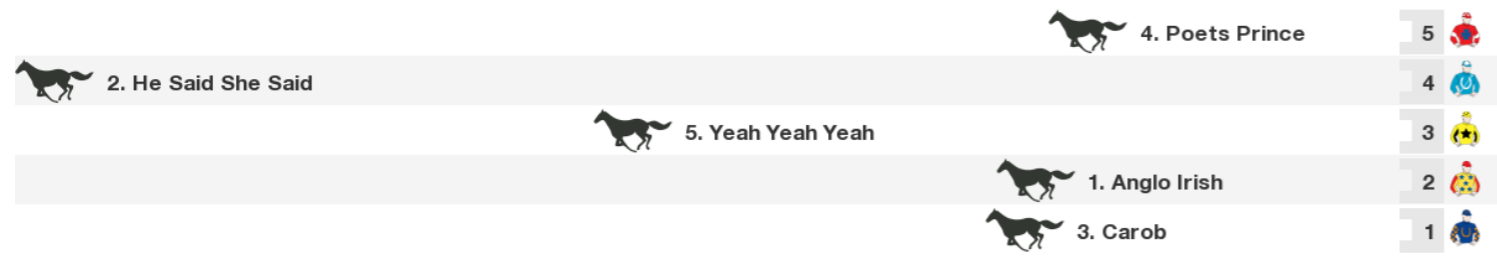 4. Poets Prince 5
2. He Said She Said 4
5. Yeah Yeah Yeah 3
1. Anglo Irish 2
3. Carob 1